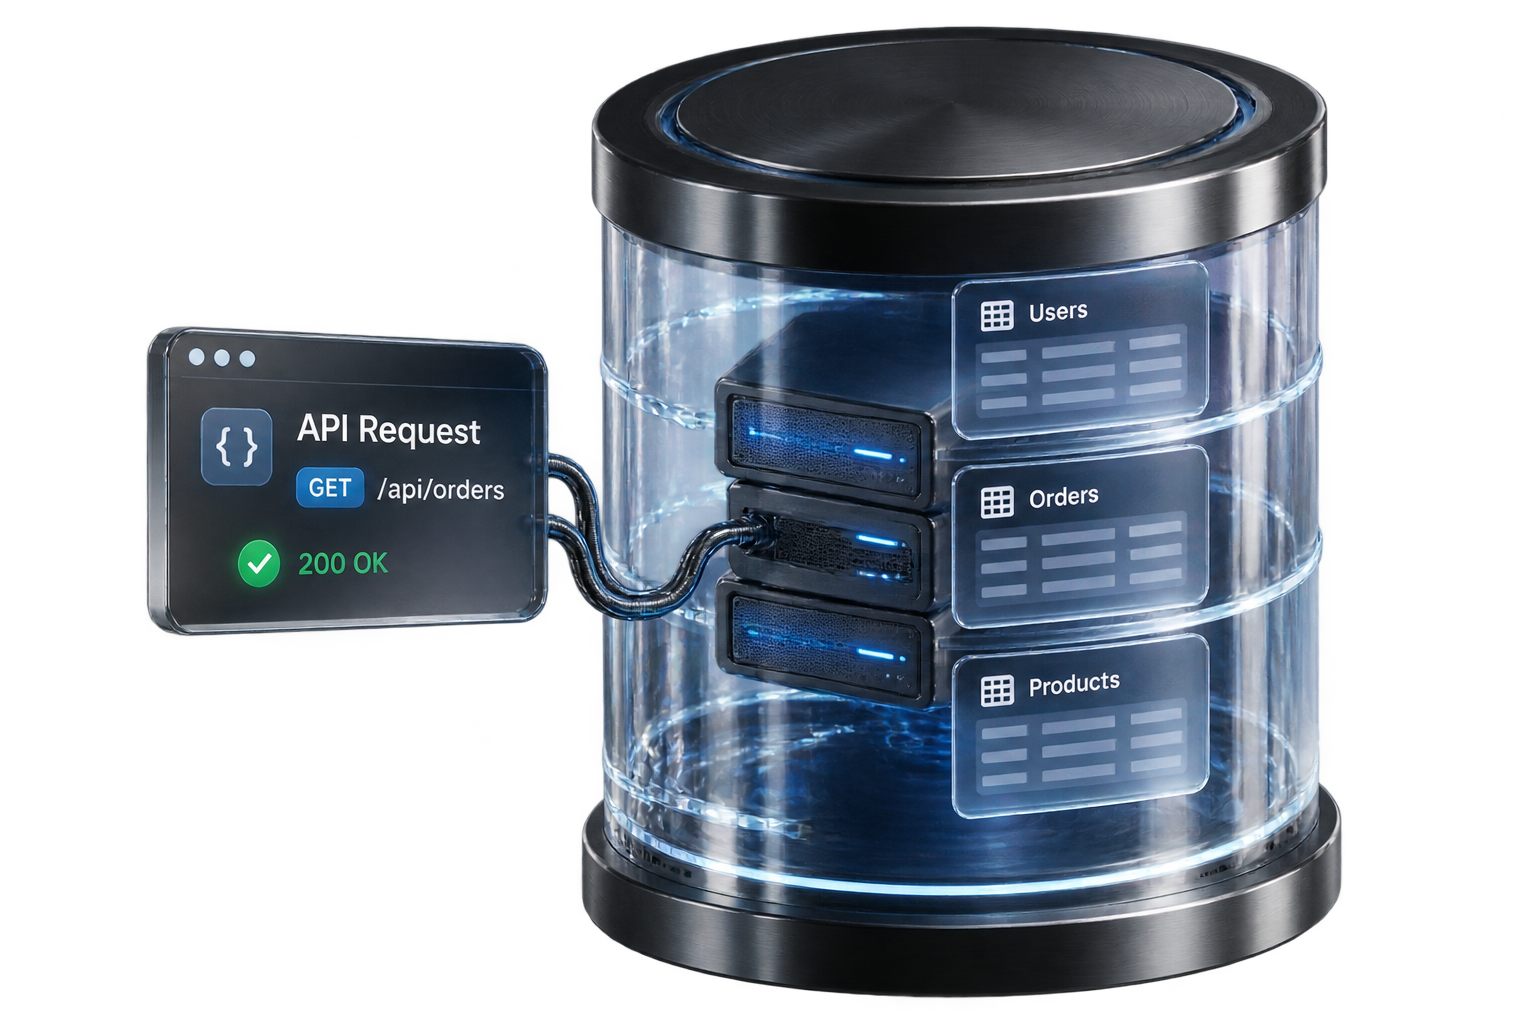 {}
API Request
GET /api/orders
200 OK
Users
Orders
Products